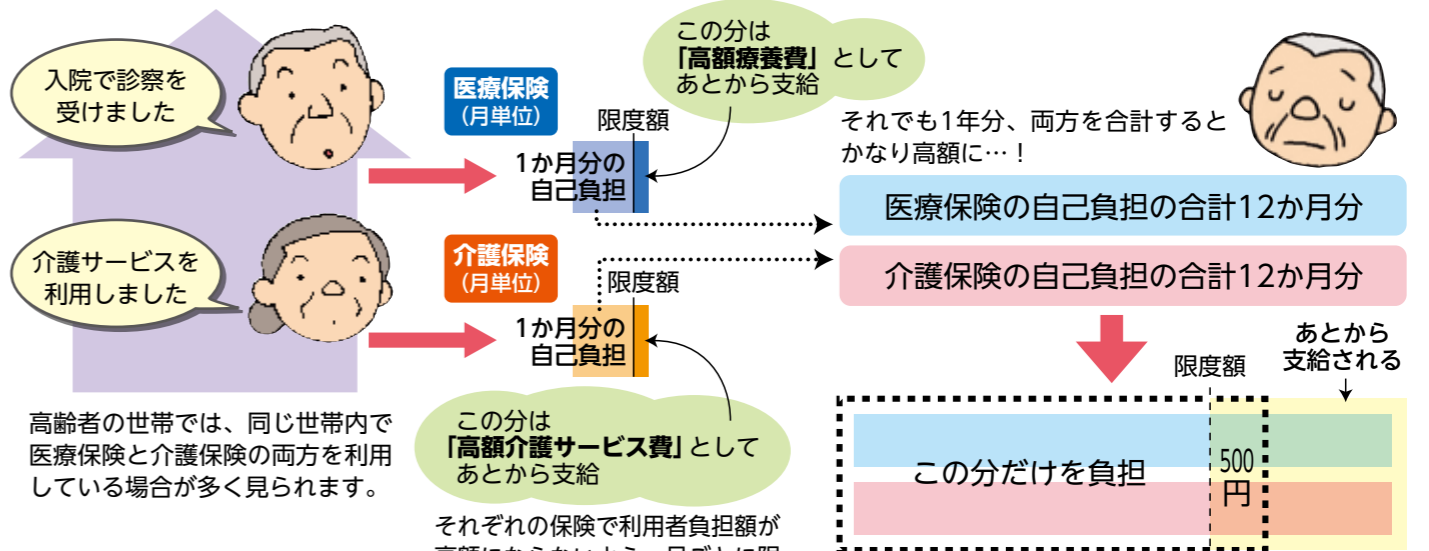 入院で診察を
受けました
介護サービスを
利用しました
高齢者の世帯では、同じ世帯内で
医療保険と介護保険の両方を利用
している場合が多く見られます。
医療保険
(月単位)
限度額
1か月分の
自己負担
この分は
「高額療養費」として
あとから支給
介護保険
(月単位)
限度額
1か月分の
自己負担
この分は
「高額介護サービス費」として
あとから支給
それぞれの保険で利用者負担額が
それでも1年分、両方を合計すると
かなり高額に…！
医療保険の自己負担の合計12か月分
介護保険の自己負担の合計12か月分
限度額
あとから
支給される
この分だけを負担
500
円